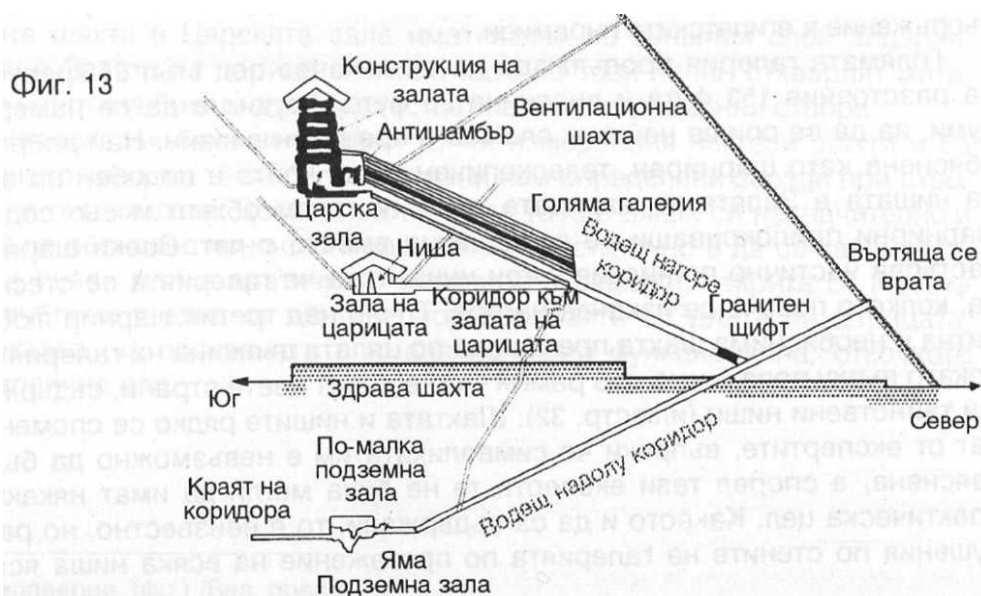 Фиг. 13
Конструкция на
залата
Антишамбър
Вентилационна
шахта
Царска
зала
Голяма галерия
Ниша
Водещ нагоре
коридор
Въртяща се
врата
Зала на
царицата
Коридор към
залата на
царицата
Гранитен
щифт
Здрава шахта
Юг
Север
По-малка
подземна
зала
Водещ надолу коридор
Краят на
коридора
Яма
Подземна зала